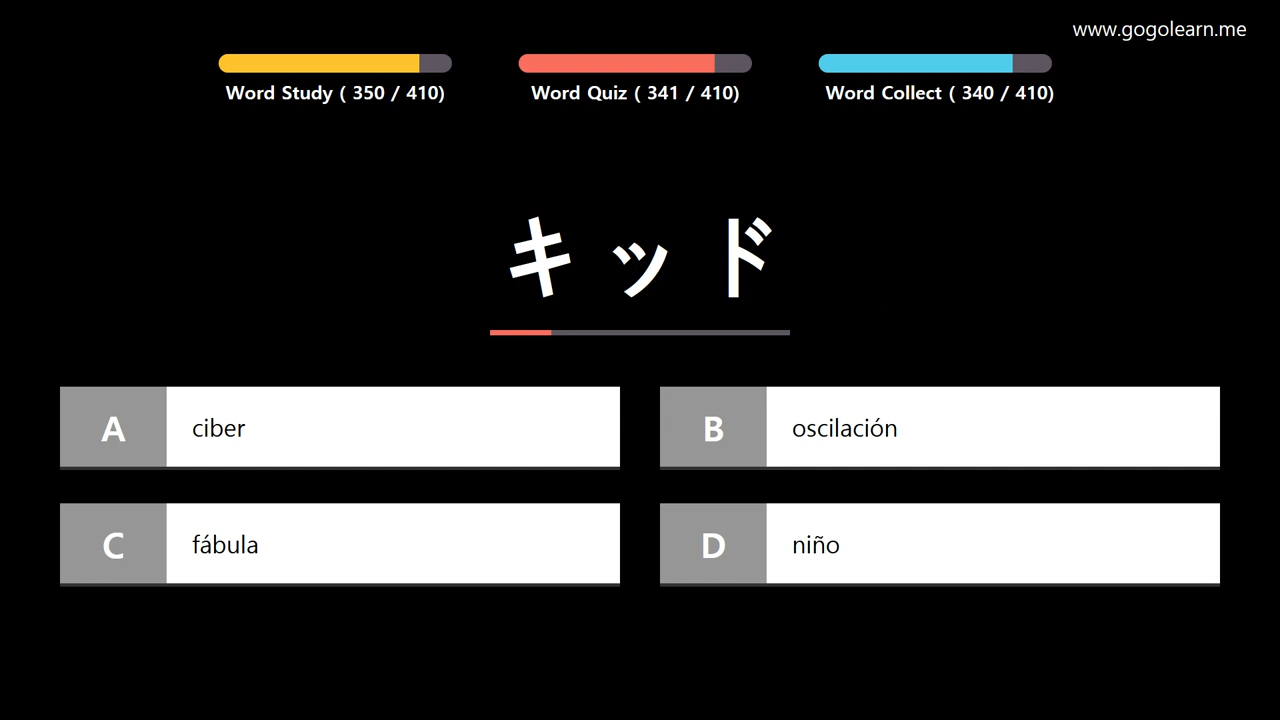 www.gogolearn.me
Word Study ( 350 / 410)
Word Quiz ( 341 / 410)
Word Collect ( 340 / 410)
キッド
A ciber
B oscilación
C fábula
D niño